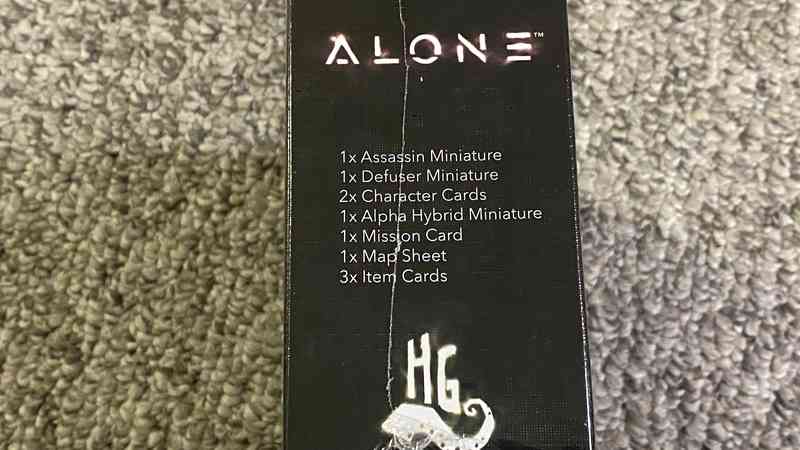 ALONE™
1x Assassin Miniature
1x Defuser Miniature
2x Character Cards
1x Alpha Hybrid Miniature
1x Mission Card
1x Map Sheet
3x Item Cards
HG